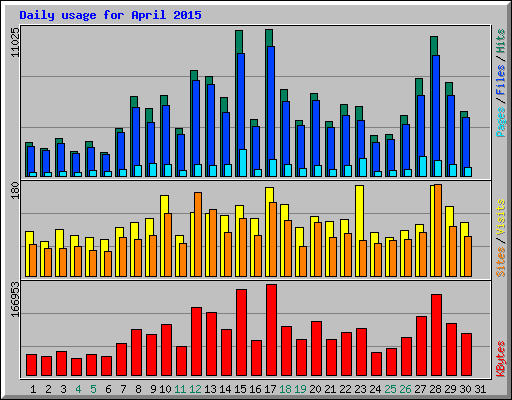 Daily usage for April 2015
11025
Pages / Files / Hits
180
Sites / Visits
166953
KBytes
1 2 3 4 5 6 7 8 9 10 11 12 13 14 15 16 17 18 19 20 21 22 23 24 25 26 27 28 29 30 31